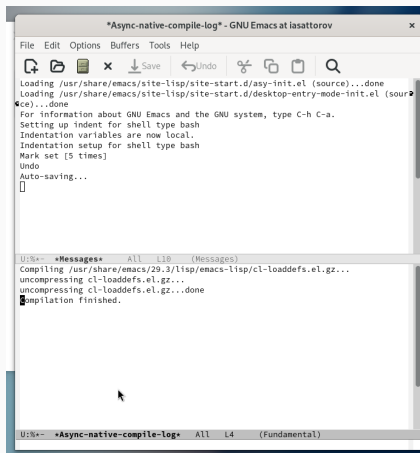 *Async-native-compile-log* - GNU Emacs at iasattorov
File Edit Options Buffers Tools Help
Save Undo
Loading /usr/share/emacs/site-lisp/site-start.d/asy-init.el (source)...done
Loading /usr/share/emacs/site-lisp/site-start.d/desktop-entry-mode-init.el (sour
ce)...done
For information about GNU Emacs and the GNU system, type C-h C-a.
Setting up indent for shell type bash
Indentation variables are now local.
Indentation setup for shell type bash
Mark set [5 times]
Undo
Auto-saving...
U:%*- *Messages* All L10 (Messages)
Compiling /usr/share/emacs/29.3/lisp/emacs-lisp/cl-loaddefs.el.gz...
uncompressing cl-loaddefs.el.gz...
uncompressing cl-loaddefs.el.gz...done
Compilation finished.
U:%*- *Async-native-compile-log* All L4 (Fundamental)